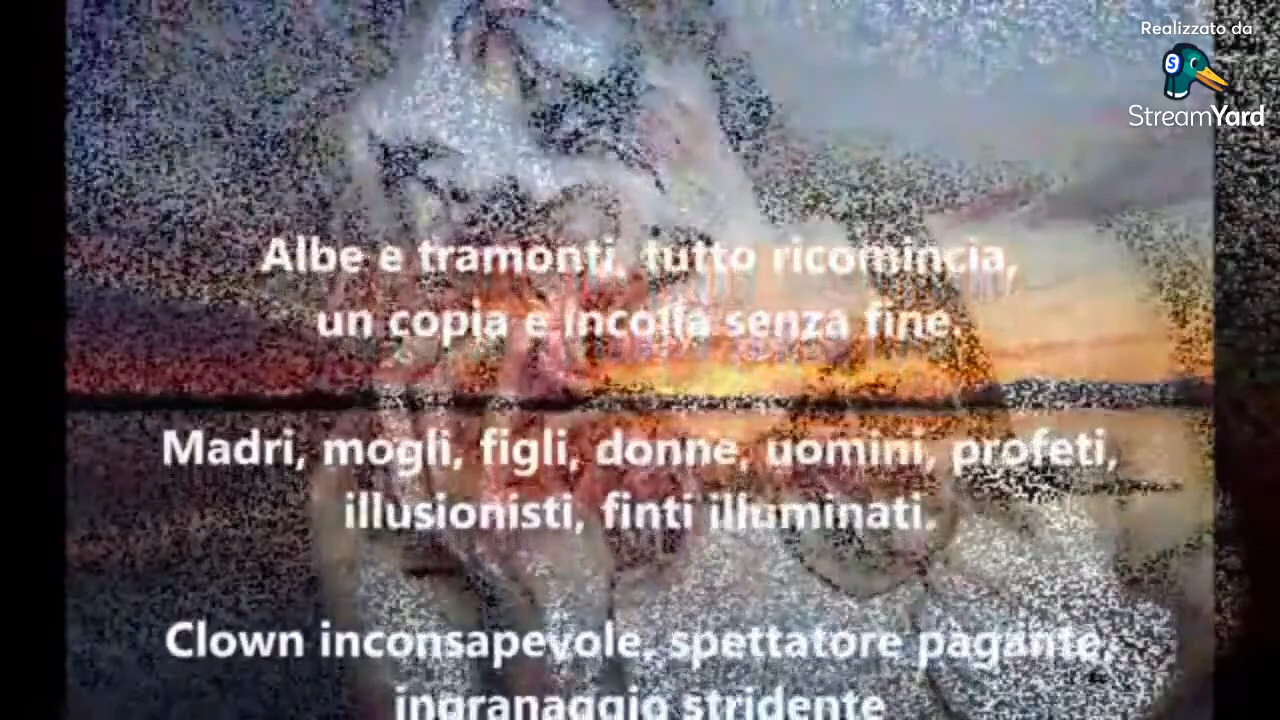 Realizzato da
StreamYard
Albe e tramonti, tutto ricomincia,
un copia e incolla senza fine.
Madri, mogli, figli, donne, uomini, profeti,
illusionisti, finti illuminati.
Clown inconsapevole, spettatore pagante,
ingranaggio stridente